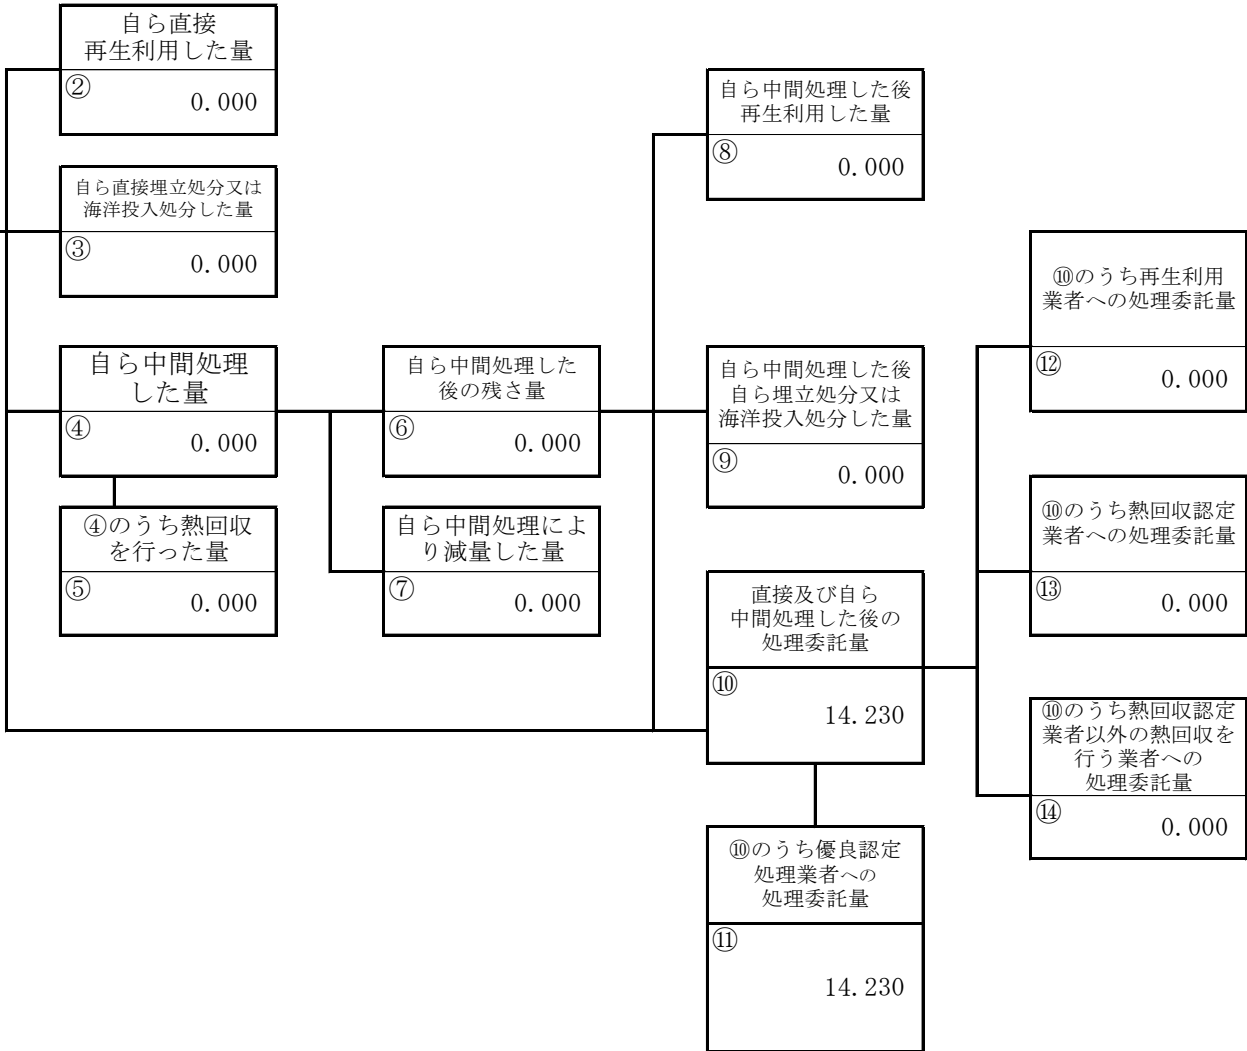 自ら直接
再生利用した量
②
0.000
自ら直接埋立処分又は
海洋投入処分した量
③
0.000
自ら中間処理
した量
④
0.000
④のうち熱回収
を行った量
⑤
0.000
自ら中間処理した
後の残さ量
⑥
0.000
自ら中間処理によ
り減量した量
⑦
0.000
自ら中間処理した後
再生利用した量
⑧
0.000
自ら中間処理した後
自ら埋立処分又は
海洋投入処分した量
⑨
0.000
直接及び自ら
中間処理した後の
処理委託量
⑩
14.230
⑩のうち優良認定
処理業者への
処理委託量
⑪
14.230
⑩のうち再生利用
業者への処理委託量
⑫
0.000
⑩のうち熱回収認定
業者への処理委託量
⑬
0.000
⑩のうち熱回収認定
業者以外の熱回収を
行う業者への
処理委託量
⑭
0.000